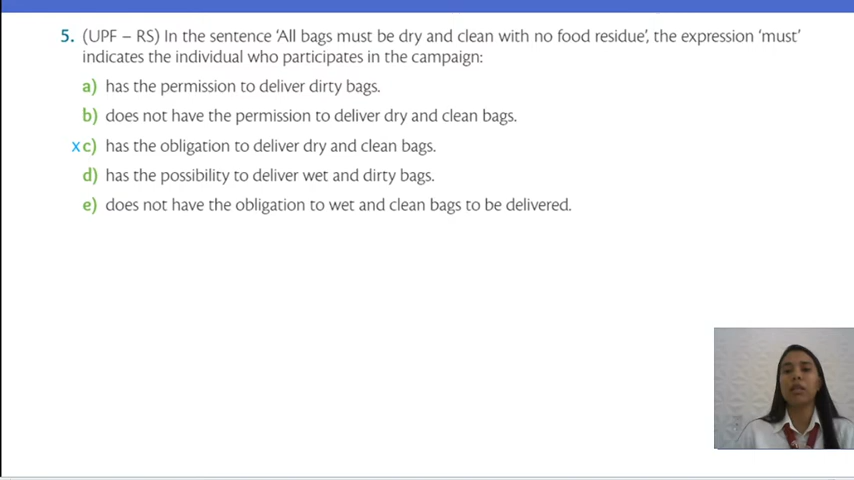 5. (UPF – RS) In the sentence ‘All bags must be dry and clean with no food residue’, the expression ‘must’
indicates the individual who participates in the campaign:
a) has the permission to deliver dirty bags.
b) does not have the permission to deliver dry and clean bags.
x c) has the obligation to deliver dry and clean bags.
d) has the possibility to deliver wet and dirty bags.
e) does not have the obligation to wet and clean bags to be delivered.